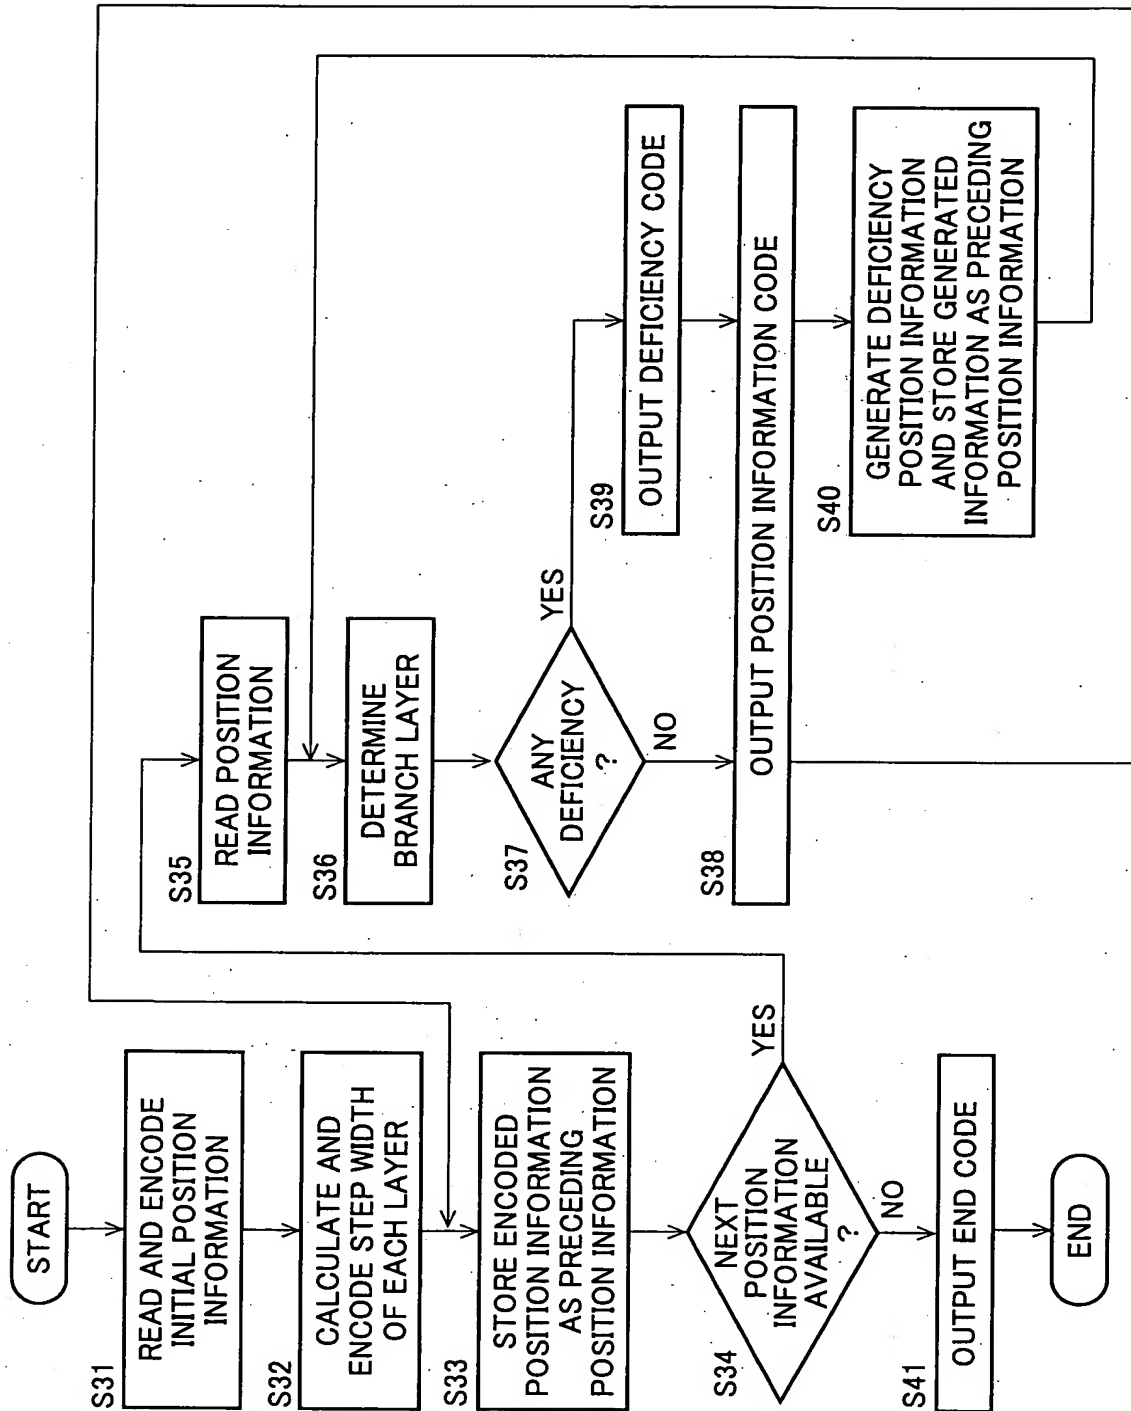 START
S31
READ AND ENCODE
INITIAL POSITION
INFORMATION
S32
CALCULATE AND
ENCODE STEP WIDTH
OF EACH LAYER
S33
STORE ENCODED
POSITION INFORMATION
AS PRECEDING
POSITION INFORMATION
S34
NEXT
POSITION
INFORMATION
AVAILABLE
?
YES
NO
S41
OUTPUT END CODE
END
S35
READ POSITION
INFORMATION
S36
DETERMINE
BRANCH LAYER
S37
ANY
DEFICIENCY
?
YES
NO
S39
OUTPUT DEFICIENCY CODE
S38
OUTPUT POSITION INFORMATION CODE
S40
GENERATE DEFICIENCY
POSITION INFORMATION
AND STORE GENERATED
INFORMATION AS PRECEDING
POSITION INFORMATION